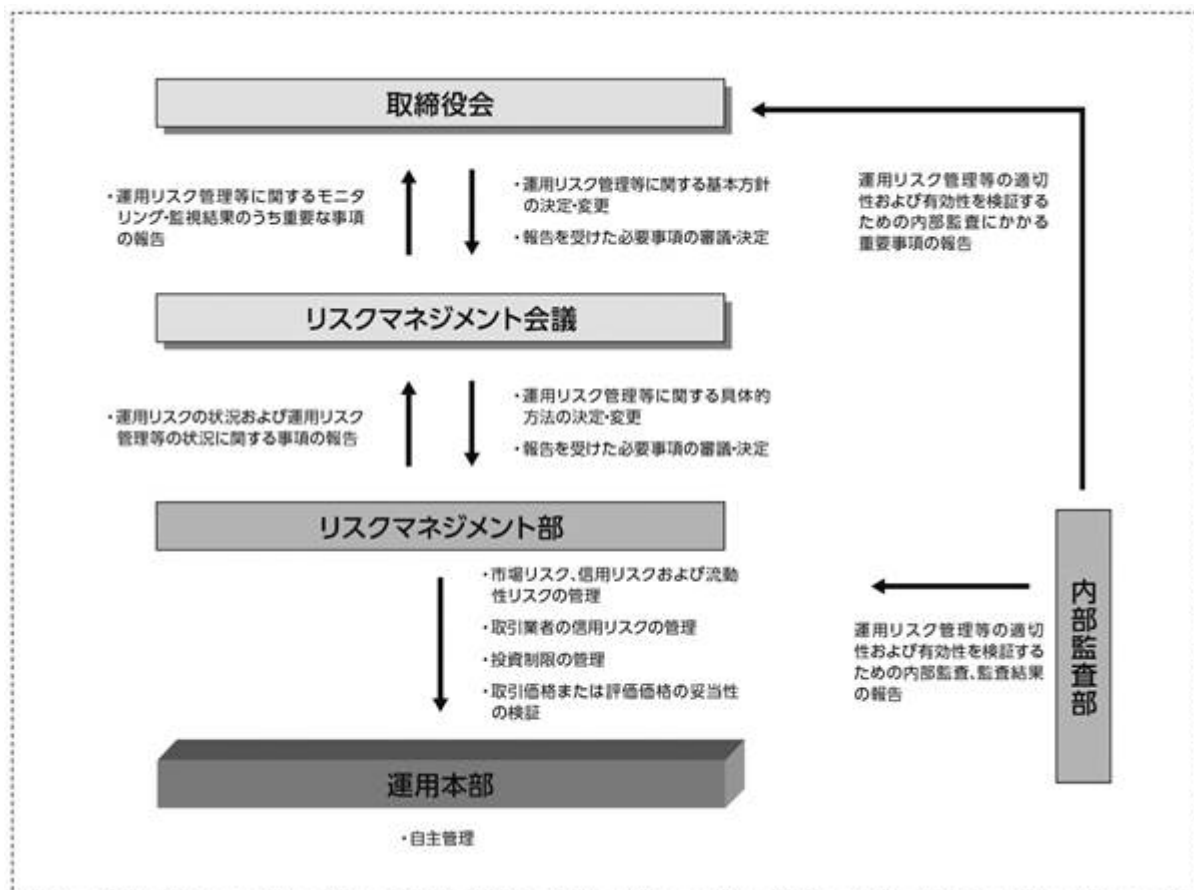 取締役会
・運用リスク管理等に関するモニタ
リング・監視結果のうち重要な事項
の報告
・運用リスク管理等に関する基本方針
の決定・変更
・報告を受けた必要事項の審議・決定
運用リスク管理等の適切
性および有効性を検証する
ための内部監査にかかる
重要事項の報告
リスクマネジメント会議
・運用リスクの状況および運用リスク
管理等の状況に関する事項の報告
・運用リスク管理等に関する具体的
方法の決定・変更
・報告を受けた必要事項の審議・決定
リスクマネジメント部
・市場リスク、信用リスクおよび流動
性リスクの管理
・取引業者の信用リスクの管理
・投資制限の管理
・取引価格または評価価格の妥当性
の検証
運用リスク管理等の適切
性および有効性を検証する
ための内部監査、監査結果
の報告
内部監査部
運用本部
・自主管理